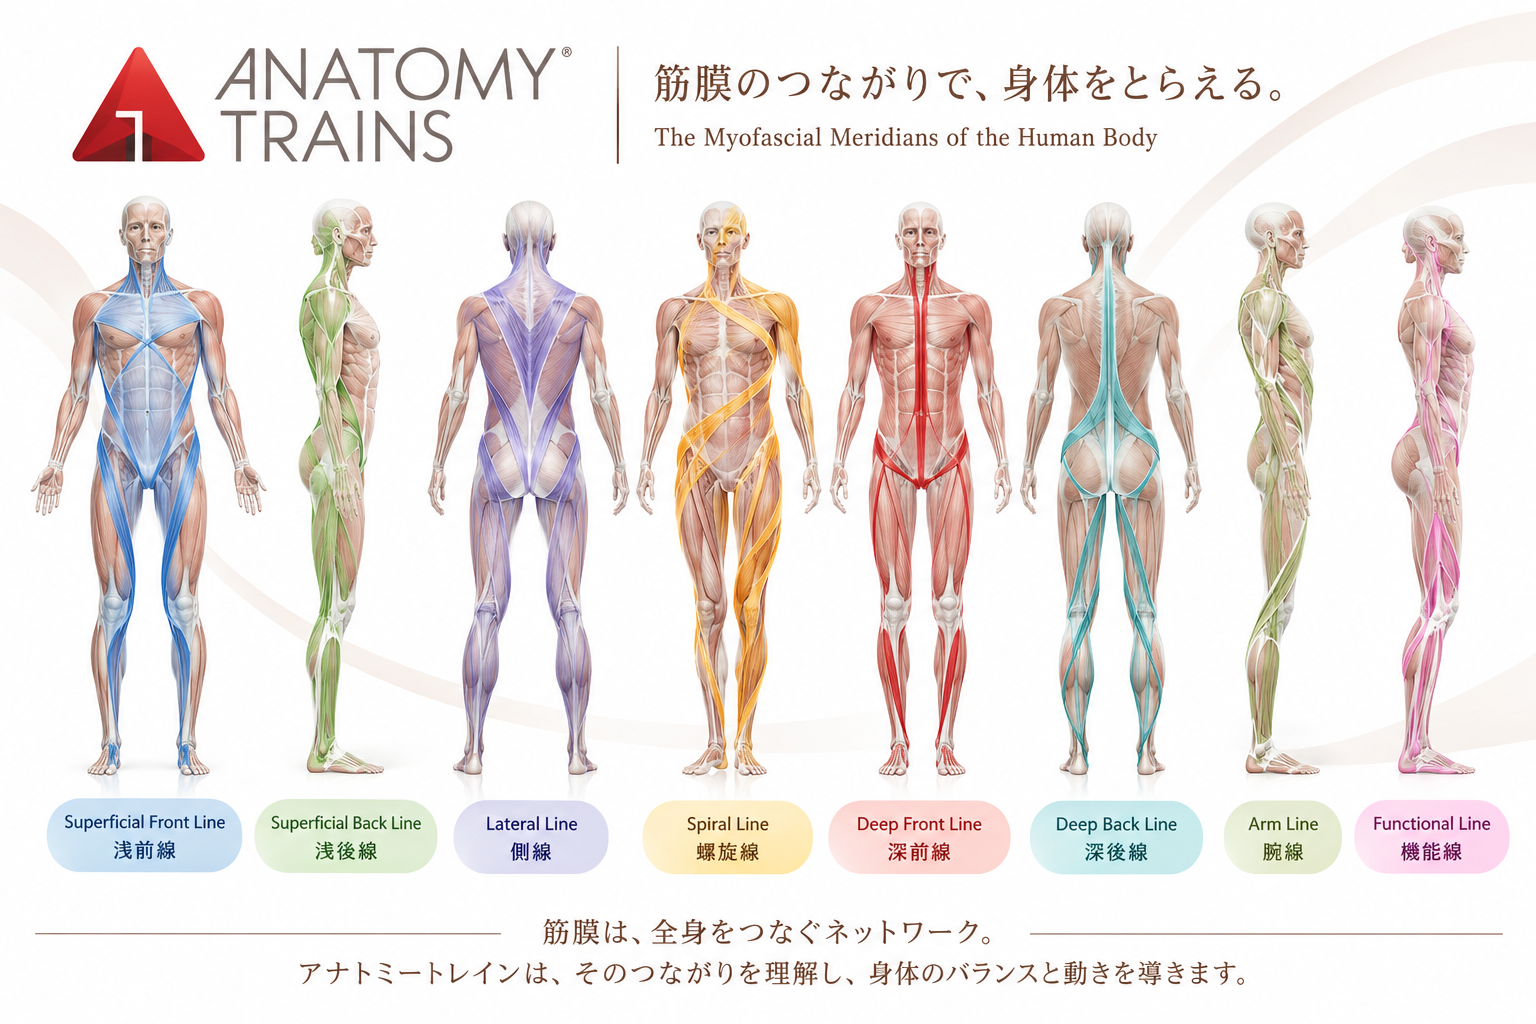 ANATOMY®
TRAINS
筋膜のつながりで、身体をとらえる。
The Myofascial Meridians of the Human Body
Superficial Front Line
浅前線
Superficial Back Line
浅後線
Lateral Line
側線
Spiral Line
螺旋線
Deep Front Line
深前線
Deep Back Line
深後線
Arm Line
腕線
Functional Line
機能線
筋膜は、全身をつなぐネットワーク。
アナトミートレインは、そのつながりを理解し、身体のバランスと動きを導きます。